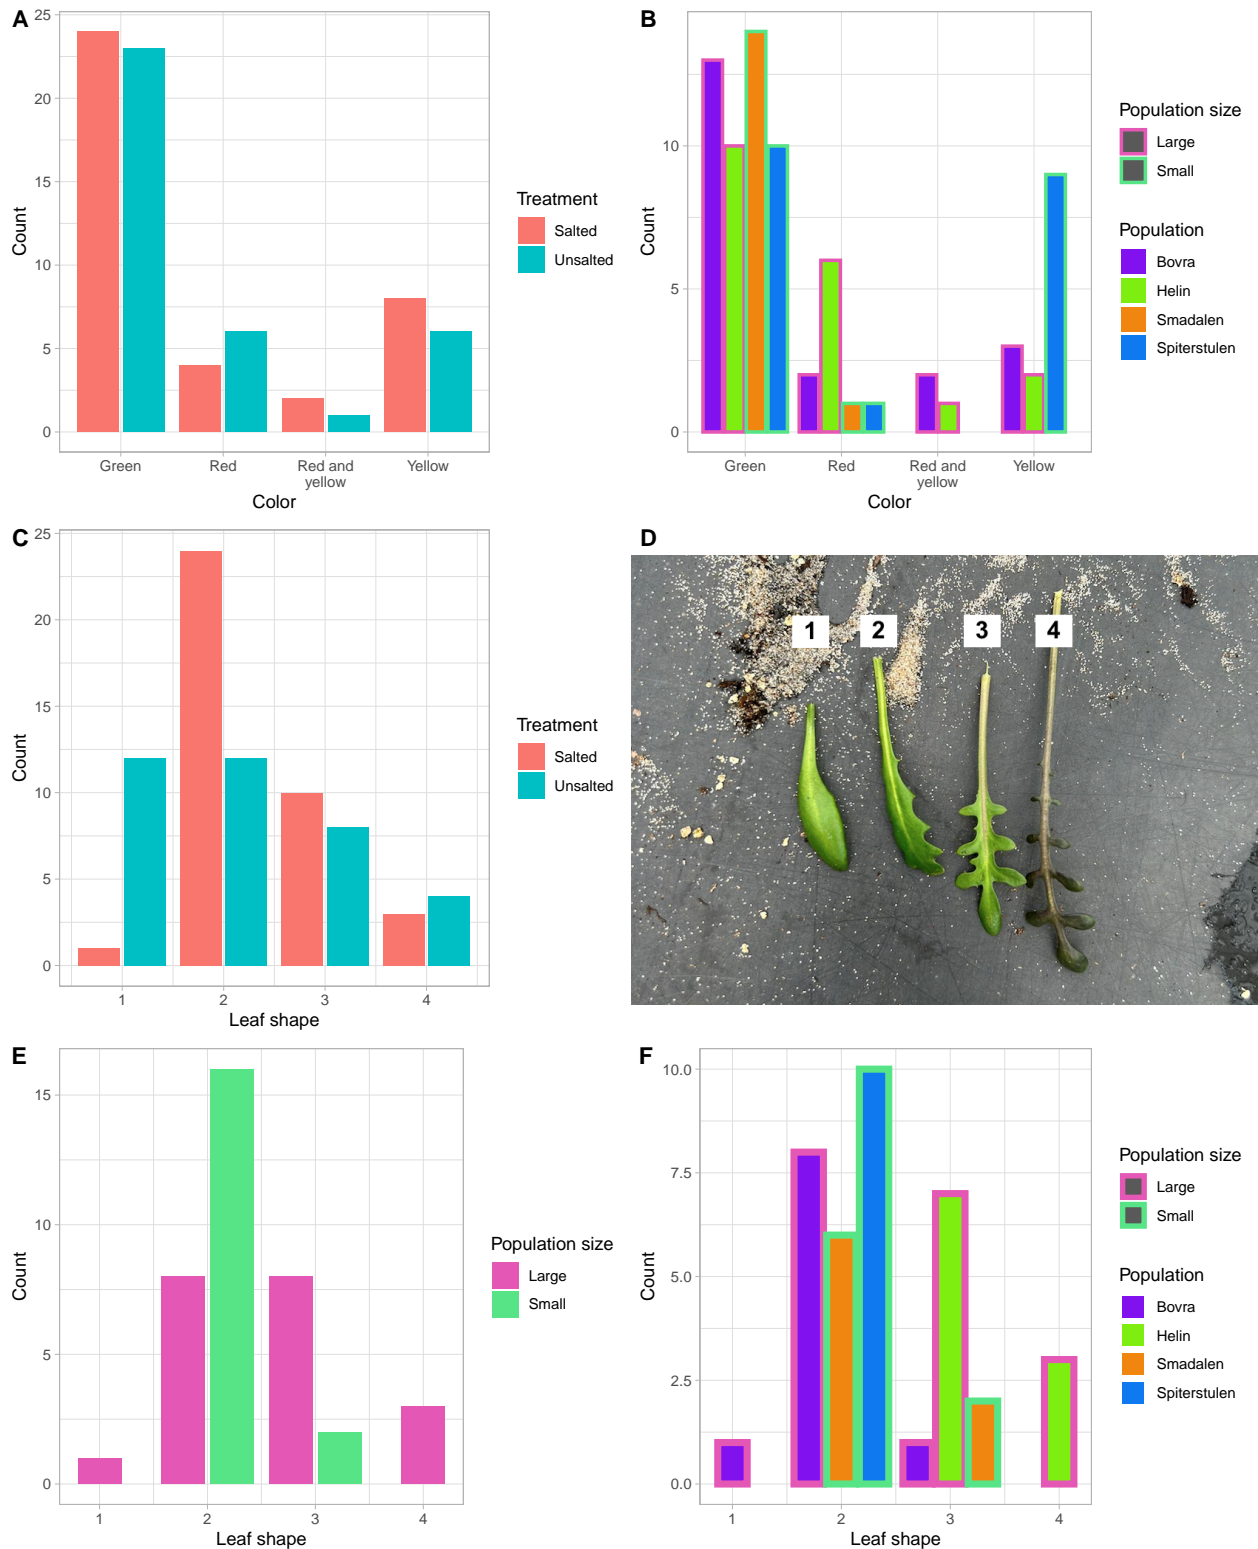 A
25
20
15
10
5
0
Count
Green
Red
Red and
yellow
Yellow
Color
Treatment
Salted
Unsalted
B
10
5
0
Count
Green
Red
Red and
yellow
Yellow
Color
Population size
Large
Small
Population
Bovra
Helin
Smadalen
Spiterstulen
C
25
20
15
10
5
0
Count
1
2
3
4
Leaf shape
Treatment
Salted
Unsalted
D
1
2
3
4
E
15
10
5
0
Count
1
2
3
4
Leaf shape
Population size
Large
Small
F
10.0
7.5
5.0
2.5
0.0
Count
1
2
3
4
Leaf shape
Population size
Large
Small
Population
Bovra
Helin
Smadalen
Spiterstulen